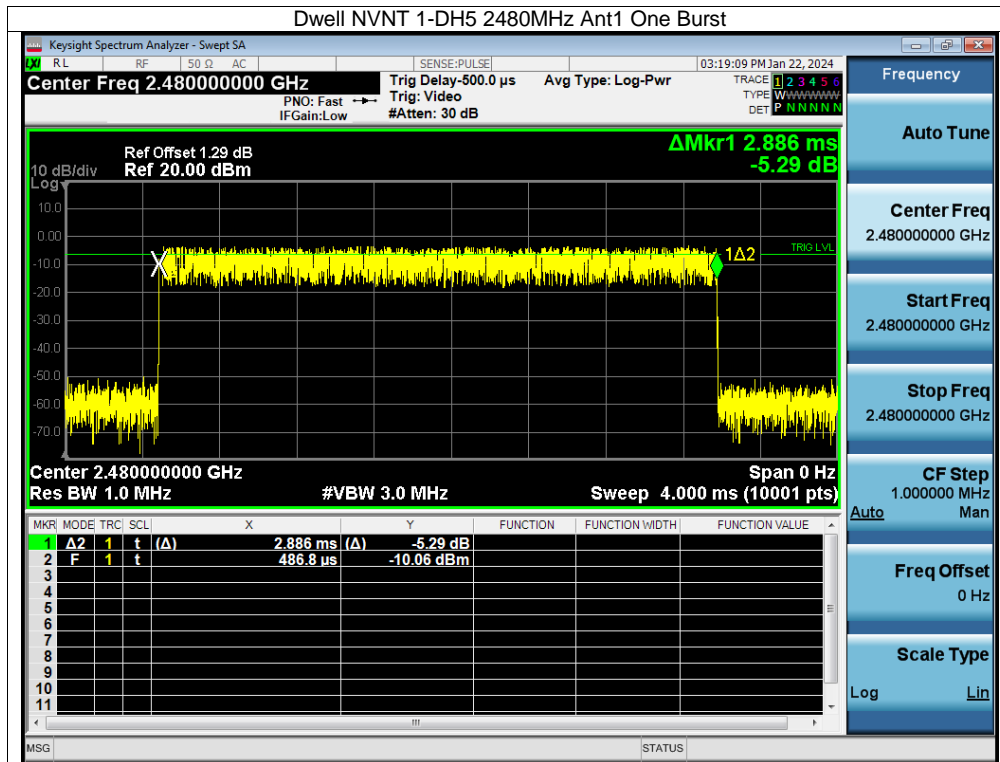 Dwell NVNT 1-DH5 2480MHz Ant1 One Burst
Keysight Spectrum Analyzer - Swept SA
LXI RL RF 50 Ω AC SENSE:PULSE 03:19:09 PM Jan 22, 2024
Center Freq 2.480000000 GHz
PNO: Fast
IFGain:Low
Trig Delay-500.0 µs
Trig: Video
#Atten: 30 dB
Avg Type: Log-Pwr
TRACE 1 2 3 4 5 6
TYPE WWWWWW
DET P N N N N N
ΔMkr1 2.886 ms
-5.29 dB
Ref Offset 1.29 dB
10 dB/div Ref 20.00 dBm
Log
10.0
0.00
-10.0
-20.0
-30.0
-40.0
-50.0
-60.0
-70.0
TRIG LVL
1Δ2
Center 2.480000000 GHz Span 0 Hz
Res BW 1.0 MHz #VBW 3.0 MHz Sweep 4.000 ms (10001 pts)
MKR MODE TRC SCL X Y FUNCTION FUNCTION WIDTH FUNCTION VALUE
1 Δ2 1 t (Δ) 2.886 ms (Δ) -5.29 dB
2 F 1 t 486.8 µs -10.06 dBm
3
4
5
6
7
8
9
10
11
MSG STATUS
Frequency
Auto Tune
Center Freq
2.480000000 GHz
Start Freq
2.480000000 GHz
Stop Freq
2.480000000 GHz
CF Step
1.000000 MHz
Auto Man
Freq Offset
0 Hz
Scale Type
Log Lin